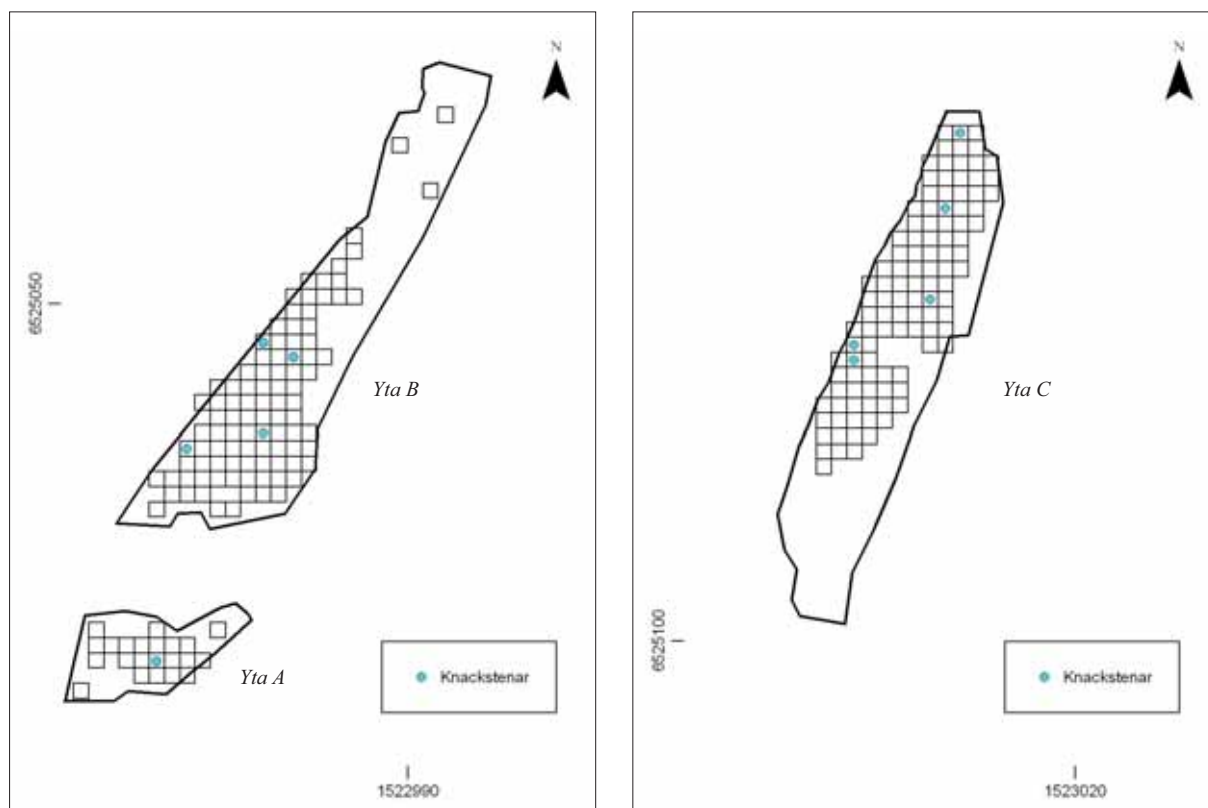 N
6525050
Yta B
Yta A
Knackstenar
1522990
N
Yta C
6525100
Knackstenar
1523020